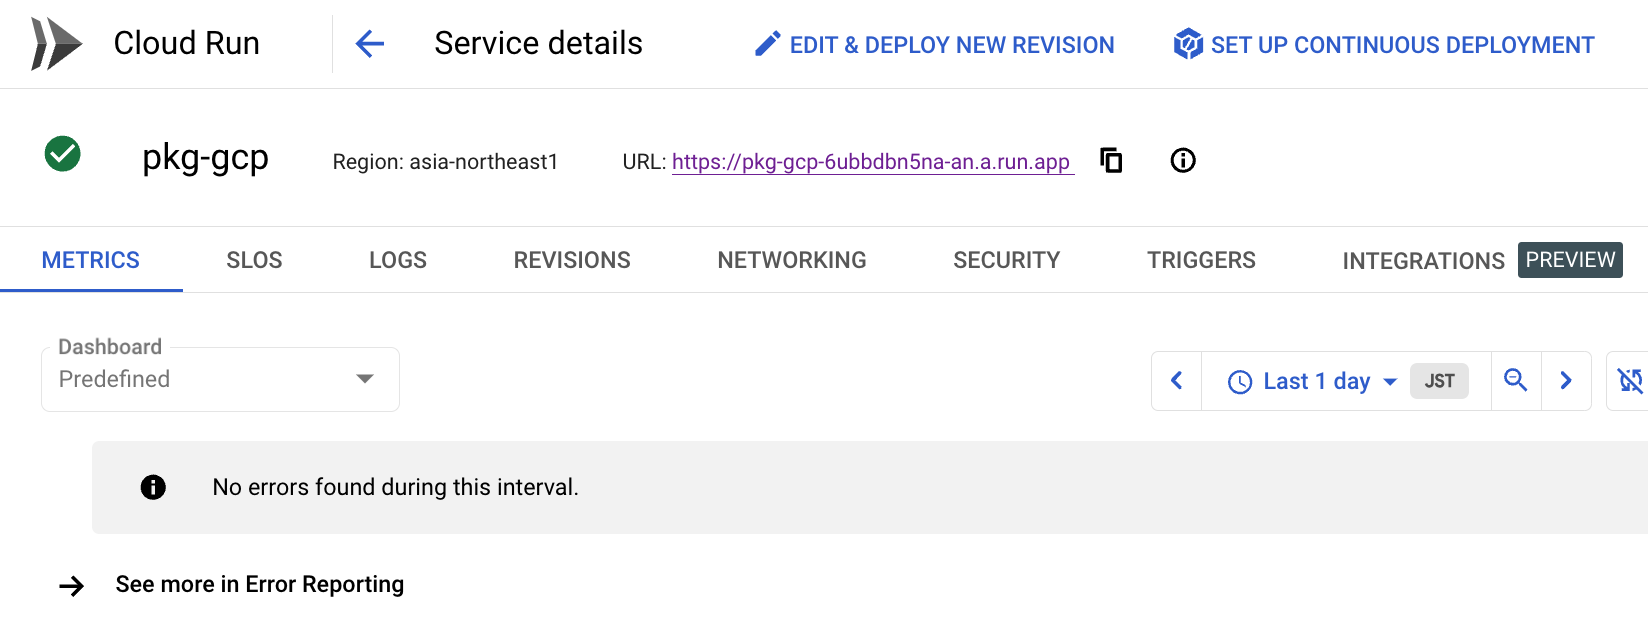 Cloud Run
Service details
EDIT & DEPLOY NEW REVISION
SET UP CONTINUOUS DEPLOYMENT
pkg-gcp
Region: asia-northeast1
URL: https://pkg-gcp-6ubbdbn5na-an.a.run.app
METRICS
SLOS
LOGS
REVISIONS
NETWORKING
SECURITY
TRIGGERS
INTEGRATIONS
PREVIEW
Dashboard
Predefined
Last 1 day
JST
No errors found during this interval.
See more in Error Reporting